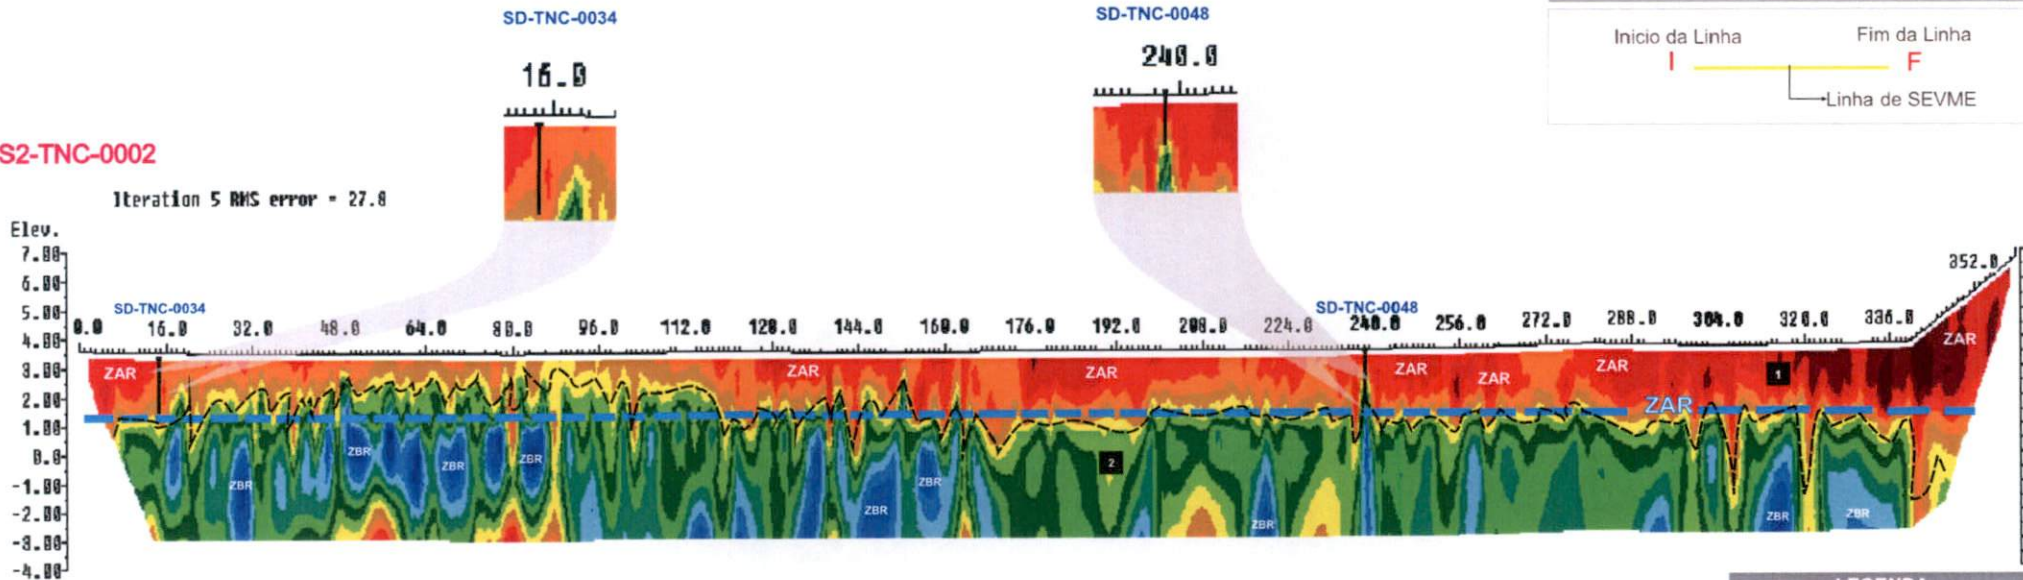 SD-TNC-0034
SD-TNC-0048
16.0
240.0
Inicio da Linha
Fim da Linha
I
F
Linha de SEVME
S2-TNC-0002
Iteration 5 RMS error = 27.8
Elev.
7.00
6.00
5.00
4.00
3.00
2.00
1.00
0.0
-1.00
-2.00
-3.00
-4.00
SD-TNC-0034
SD-TNC-0048
352.0
0.0 16.0 32.0 48.0 64.0 80.0 96.0 112.0 128.0 144.0 160.0 176.0 192.0 208.0 224.0 240.0 256.0 272.0 288.0 304.0 320.0 336.0
ZAR ZAR ZAR ZAR ZAR ZAR 1 ZAR
ZAR
ZBR ZBR ZBR ZBR ZBR ZBR ZBR 2 ZBR ZBR ZBR